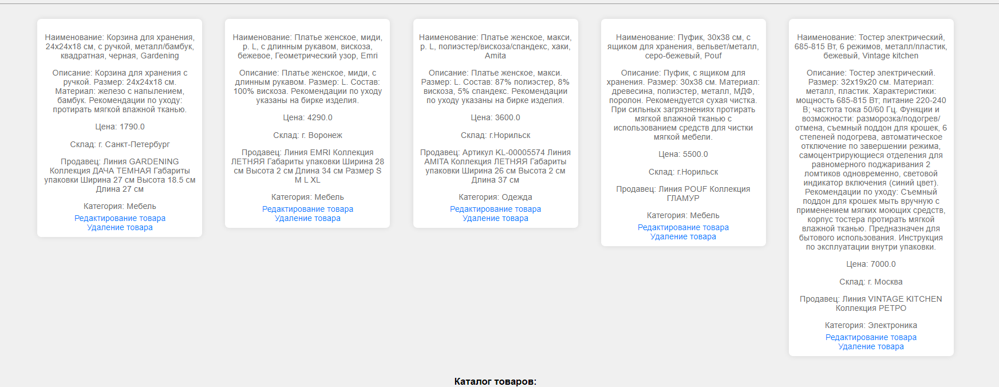 Наименование: Корзина для хранения,
24x24x18 см, с ручкой, металл/бамбук,
квадратная, черная, Gardening
Описание: Корзина для хранения с
ручкой. Размер: 24x24x18 см.
Материал: железо с напылением,
бамбук. Рекомендации по уходу:
протирать мягкой влажной тканью.
Цена: 1790.0
Склад: г. Санкт-Петербург
Продавец: Линия GARDENING
Коллекция ДАЧА ТЕМНАЯ Габариты
упаковки Ширина 27 см Высота 18.5 см
Длина 27 см
Категория: Мебель
Редактирование товара
Удаление товара
Наименование: Платье женское, миди,
р. L, с длинным рукавом, вискоза,
бежевое, Геометрический узор, Emri
Описание: Платье женское, миди, с
длинным рукавом. Размер: L. Состав:
100% вискоза. Рекомендации по уходу
указаны на бирке изделия.
Цена: 4290.0
Склад: г. Воронеж
Продавец: Линия EMRI Коллекция
ЛЕТНЯЯ Габариты упаковки Ширина 28
см Высота 2 см Длина 34 см Размер S
M L XL
Категория: Мебель
Редактирование товара
Удаление товара
Наименование: Платье женское, макси,
р. L, полиэстер/вискоза/спандекс, хаки,
Amita
Описание: Платье женское, макси.
Размер: L. Состав: 87% полиэстер, 8%
вискоза, 5% спандекс. Рекомендации
по уходу указаны на бирке изделия.
Цена: 3600.0
Склад: г.Норильск
Продавец: Артикул KL-00005574 Линия
AMITA Коллекция ЛЕТНЯЯ Габариты
упаковки Ширина 26 см Высота 2 см
Длина 37 см
Категория: Одежда
Редактирование товара
Удаление товара
Наименование: Пуфик, 30x38 см, с
ящиком для хранения, вельвет/металл,
серо-бежевый, Pouf
Описание: Пуфик, с ящиком для
хранения. Размер: 30x38 см. Материал:
древесина, полиэстер, металл, МДФ,
поролон. Рекомендуется сухая чистка.
При сильных загрязнениях протирать
мягкой влажной тканью с
использованием средств для чистки
мягкой мебели.
Цена: 5500.0
Склад: г.Норильск
Продавец: Линия POUF Коллекция
ГЛАМУР
Категория: Мебель
Редактирование товара
Удаление товара
Наименование: Тостер электрический,
685-815 Вт, 6 режимов, металл/пластик,
бежевый, Vintage kitchen
Описание: Тостер электрический.
Размер: 32x19x20 см. Материал:
металл, пластик. Характеристики:
мощность 685-815 Вт; питание 220-240
В; частота тока 50/60 Гц. Функции и
возможности: разморозка/подогрев/
отмена, съемный поддон для крошек, 6
степеней подогрева, автоматическое
отключение по завершении режима,
самоцентрирующиеся отделения для
равномерного поджаривания 2
ломтиков одновременно, световой
индикатор включения (синий цвет).
Рекомендации по уходу: Съемный
поддон для крошек мыть вручную с
применением мягких моющих средств,
корпус тостера протирать мягкой
влажной тканью. Предназначен для
бытового использования. Инструкция
по эксплуатации внутри упаковки.
Цена: 7000.0
Склад: г. Москва
Продавец: Линия VINTAGE KITCHEN
Коллекция РЕТРО
Категория: Электроника
Редактирование товара
Удаление товара
Каталог товаров: